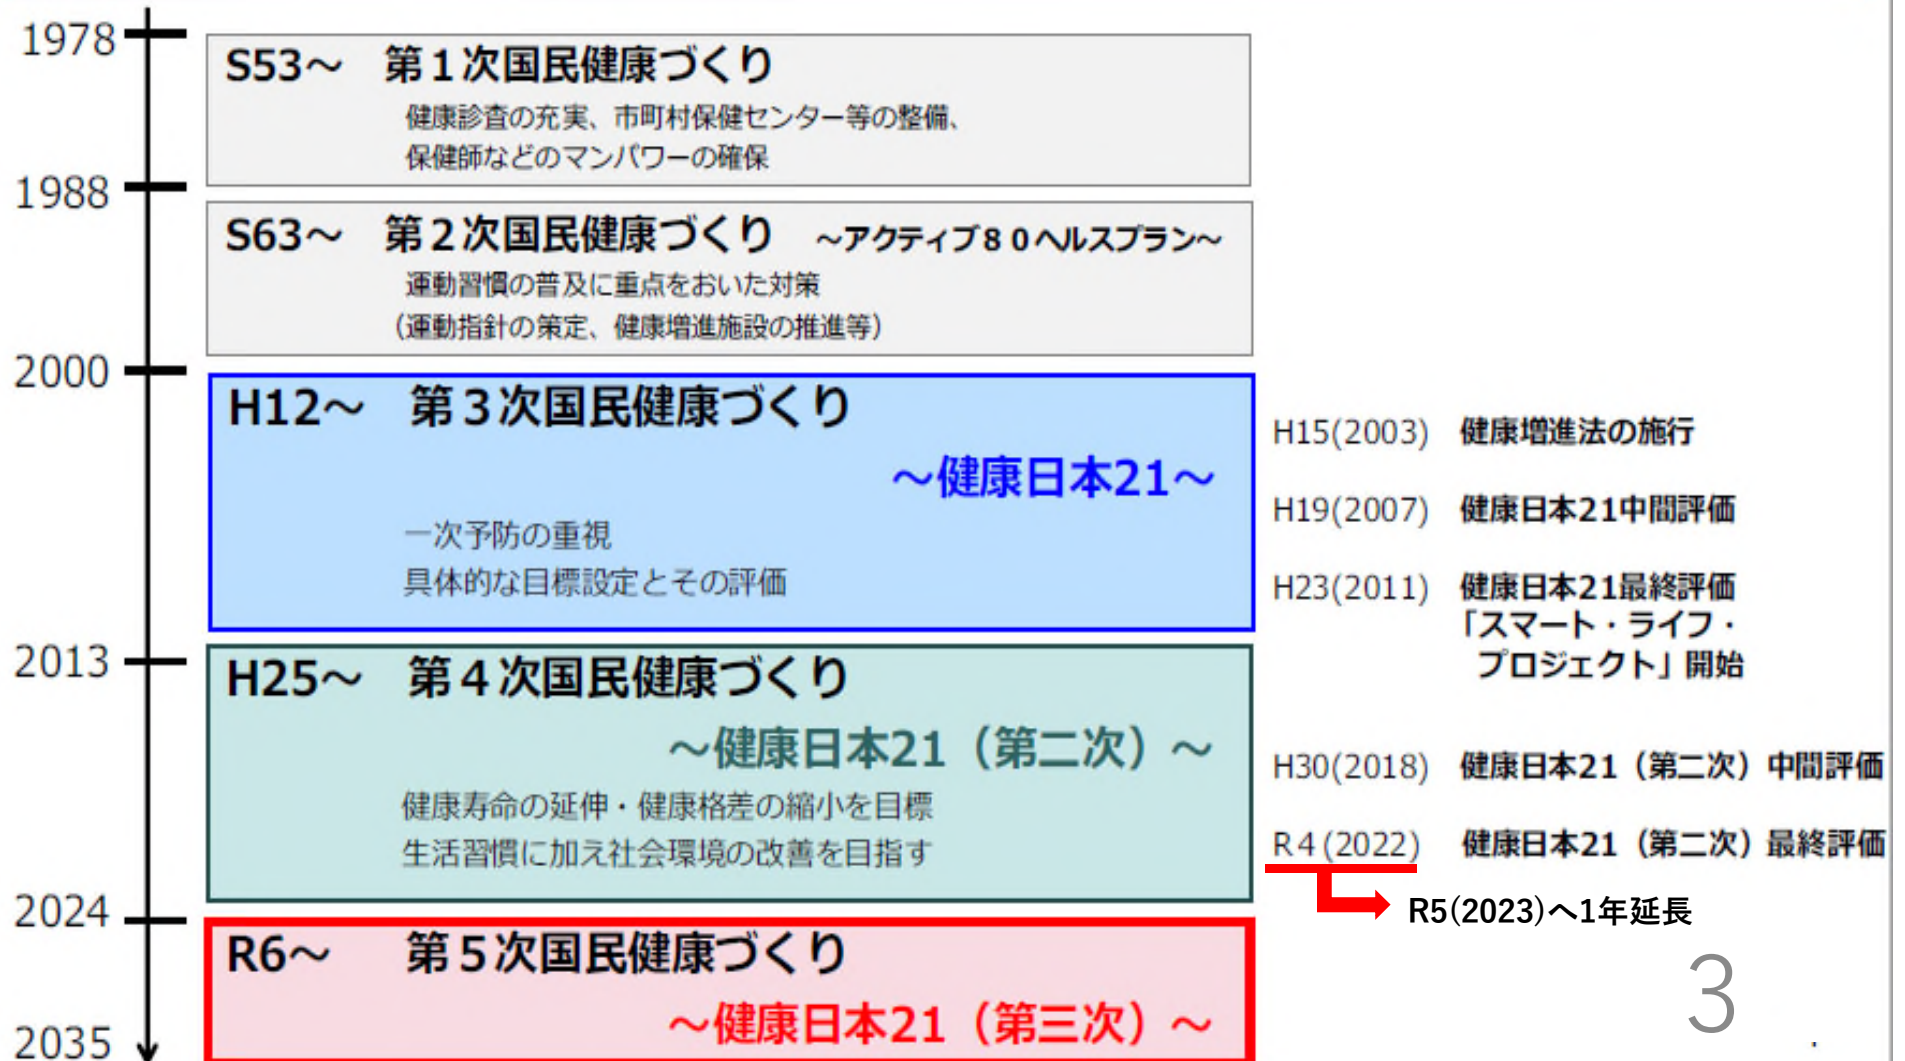 1978
S53～ 第１次国民健康づくり
健康診査の充実、市町村保健センター等の整備、
保健師などのマンパワーの確保
1988
S63～ 第２次国民健康づくり ～アクティブ８０ヘルスプラン～
運動習慣の普及に重点をおいた対策
（運動指針の策定、健康増進施設の推進等）
2000
H12～ 第３次国民健康づくり
～健康日本21～
一次予防の重視
具体的な目標設定とその評価
H15(2003) 健康増進法の施行
H19(2007) 健康日本21中間評価
H23(2011) 健康日本21最終評価
「スマート・ライフ・
プロジェクト」開始
2013
H25～ 第４次国民健康づくり
～健康日本21（第二次）～
健康寿命の延伸・健康格差の縮小を目標
生活習慣に加え社会環境の改善を目指す
H30(2018) 健康日本21（第二次）中間評価
R４(2022) 健康日本21（第二次）最終評価
R5(2023)へ1年延長
2024
R6～ 第５次国民健康づくり
～健康日本21（第三次）～
2035
3